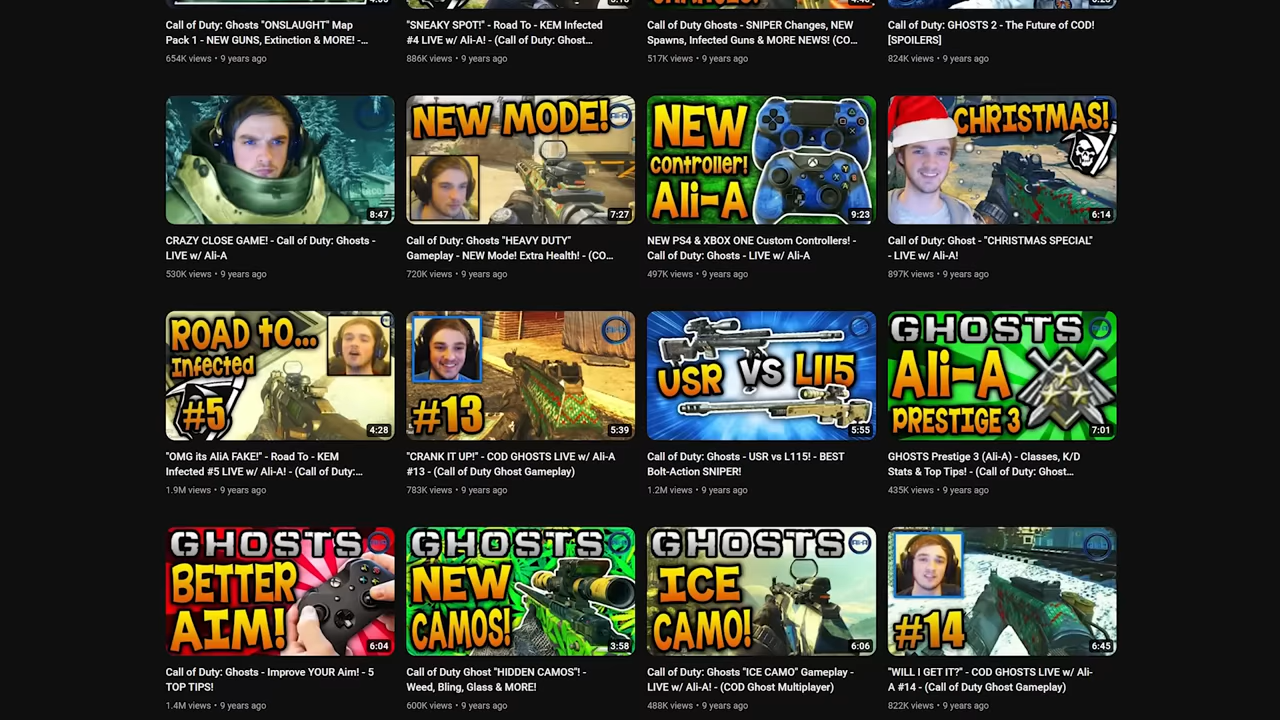 Call of Duty: Ghosts "ONSLAUGHT" Map
Pack 1 - NEW GUNS, Extinction & MORE! -...
654K views • 9 years ago
"SNEAKY SPOT!" - Road To - KEM Infected
#4 LIVE w/ Ali-A! - (Call of Duty: Ghost...
886K views • 9 years ago
Call of Duty Ghosts - SNIPER Changes, NEW
Spawns, Infected Guns & MORE NEWS! (CO...
517K views • 9 years ago
Call of Duty: GHOSTS 2 - The Future of COD!
[SPOILERS]
824K views • 9 years ago
8:47
CRAZY CLOSE GAME! - Call of Duty: Ghosts -
LIVE w/ Ali-A
530K views • 9 years ago
NEW MODE!
7:27
Call of Duty: Ghosts "HEAVY DUTY"
Gameplay - NEW Mode! Extra Health! - (CO...
720K views • 9 years ago
NEW
controller!
Ali-A
9:23
NEW PS4 & XBOX ONE Custom Controllers! -
Call of Duty: Ghosts - LIVE w/ Ali-A
497K views • 9 years ago
CHRISTMAS!
6:14
Call of Duty: Ghost - "CHRISTMAS SPECIAL"
- LIVE w/ Ali-A!
897K views • 9 years ago
ROAD to...
Infected
#5
4:28
"OMG its AliA FAKE!" - Road To - KEM
Infected #5 LIVE w/ Ali-A! - (Call of Duty:...
1.9M views • 9 years ago
#13
5:39
"CRANK IT UP!" - COD GHOSTS LIVE w/ Ali-A
#13 - (Call of Duty Ghost Gameplay)
783K views • 9 years ago
USR VS L115
5:55
Call of Duty: Ghosts - USR vs L115! - BEST
Bolt-Action SNIPER!
1.2M views • 9 years ago
GHOSTS
Ali-A
PRESTIGE 3
7:01
GHOSTS Prestige 3 (Ali-A) - Classes, K/D
Stats & Top Tips! - (Call of Duty: Ghost...
435K views • 9 years ago
GHOSTS
BETTER
AIM!
6:04
Call of Duty: Ghosts - Improve YOUR Aim! - 5
TOP TIPS!
1.4M views • 9 years ago
GHOSTS
NEW
CAMOS!
3:58
Call of Duty Ghost "HIDDEN CAMOS"! -
Weed, Bling, Glass & MORE!
600K views • 9 years ago
GHOSTS
ICE
CAMO!
6:06
Call of Duty: Ghosts "ICE CAMO" Gameplay -
LIVE w/ Ali-A! - (COD Ghost Multiplayer)
488K views • 9 years ago
#14
6:45
"WILL I GET IT?" - COD GHOSTS LIVE w/ Ali-
A #14 - (Call of Duty Ghost Gameplay)
822K views • 9 years ago